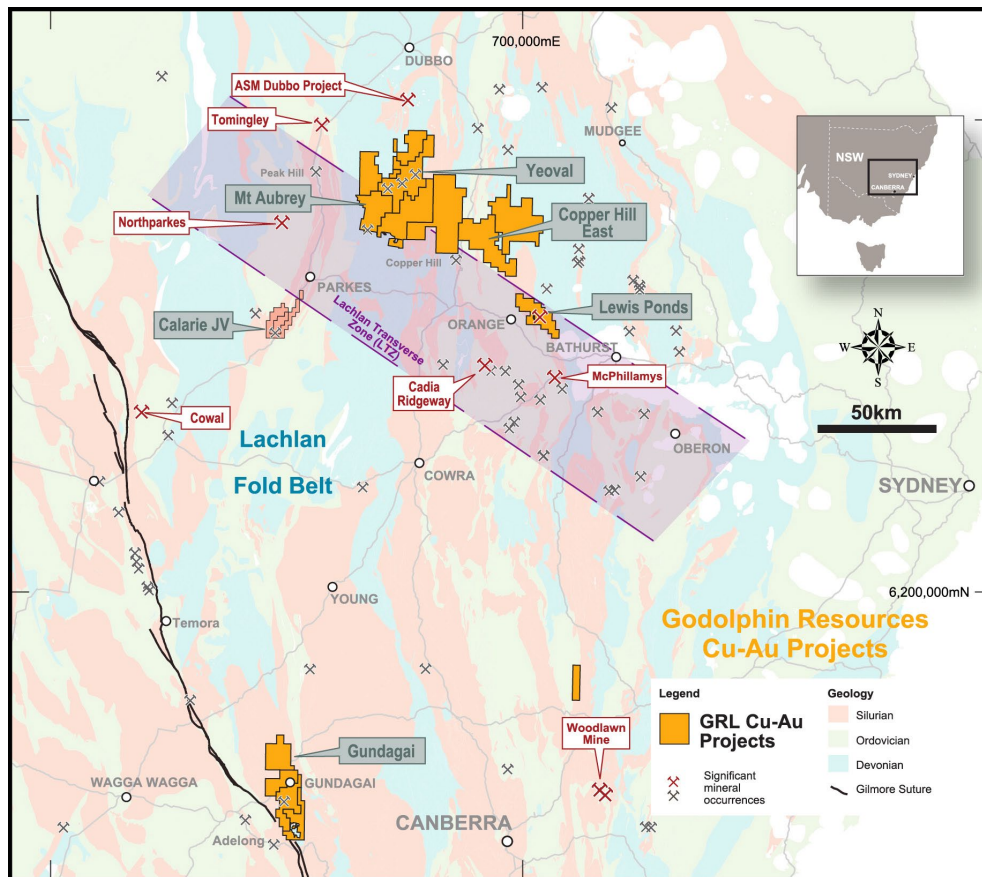 700,000mE
DUBBO
ASM Dubbo Project
Tomingley
MUDGEE
NSW
SYDNEY
CANBERRA
Peak Hill
Yeoval
Mt Aubrey
Northparkes
Copper Hill
East
Copper Hill
PARKES
Lachlan Transverse
Zone (LTZ)
Calarie JV
Lewis Ponds
ORANGE
BATHURST
N
W
E
S
Cadia
Ridgeway
McPhillamys
50km
Cowal
OBERON
Lachlan
Fold Belt
COWRA
SYDNEY
YOUNG
6,200,000mN
Temora
Godolphin Resources
Cu-Au Projects
Legend
GRL Cu-Au
Projects
Significant
mineral
occurrences
Geology
Silurian
Ordovician
Devonian
Gilmore Suture
Woodlawn
Mine
Gundagai
WAGGA WAGGA
GUNDAGAI
CANBERRA
Adelong